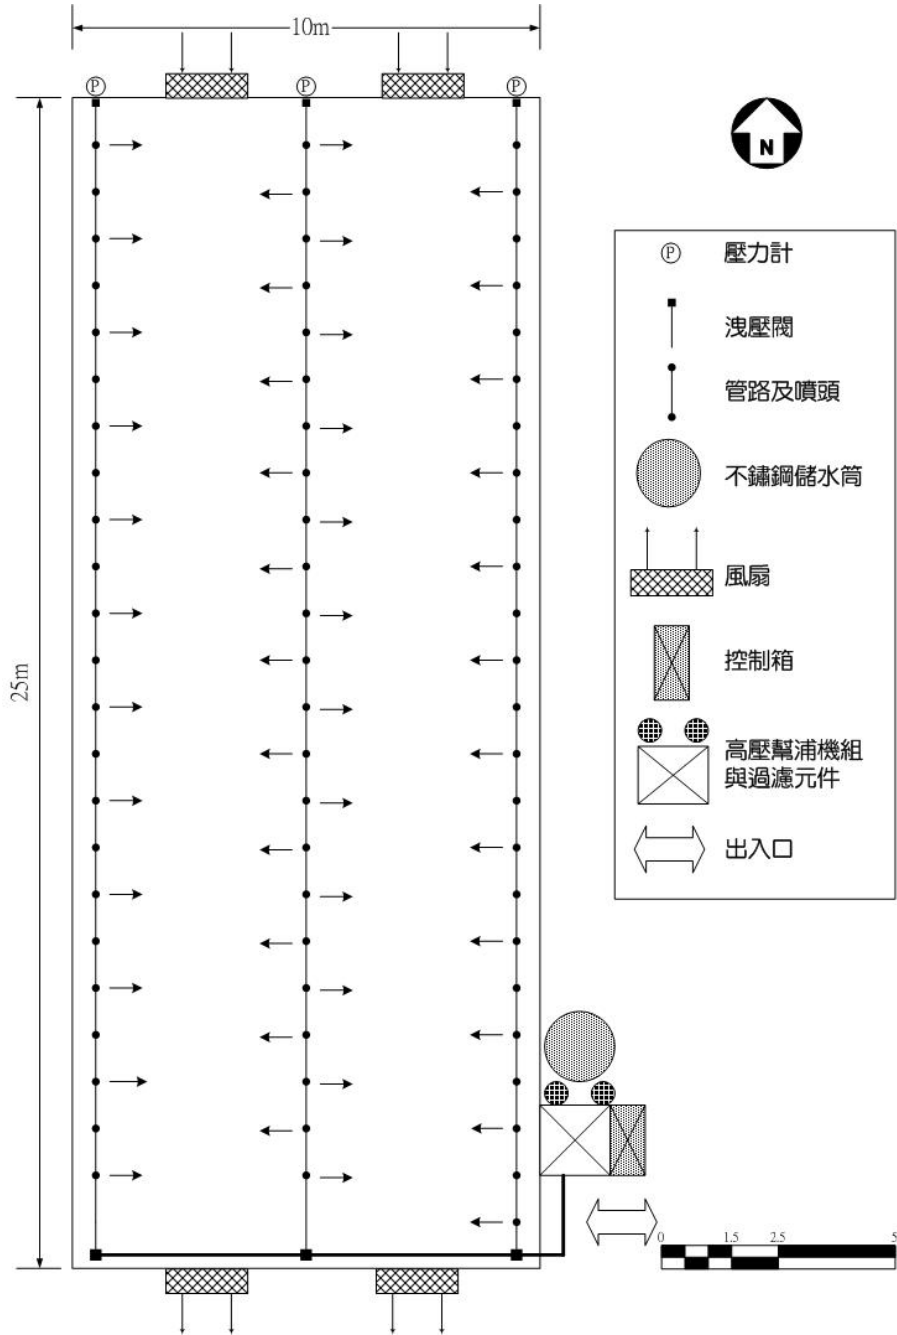 10m
P
P
P
N
25m
P
壓力計
洩壓閥
管路及噴頭
不鏽鋼儲水筒
風扇
控制箱
高壓幫浦機組
與過濾元件
出入口
0 1.5 2.5 5